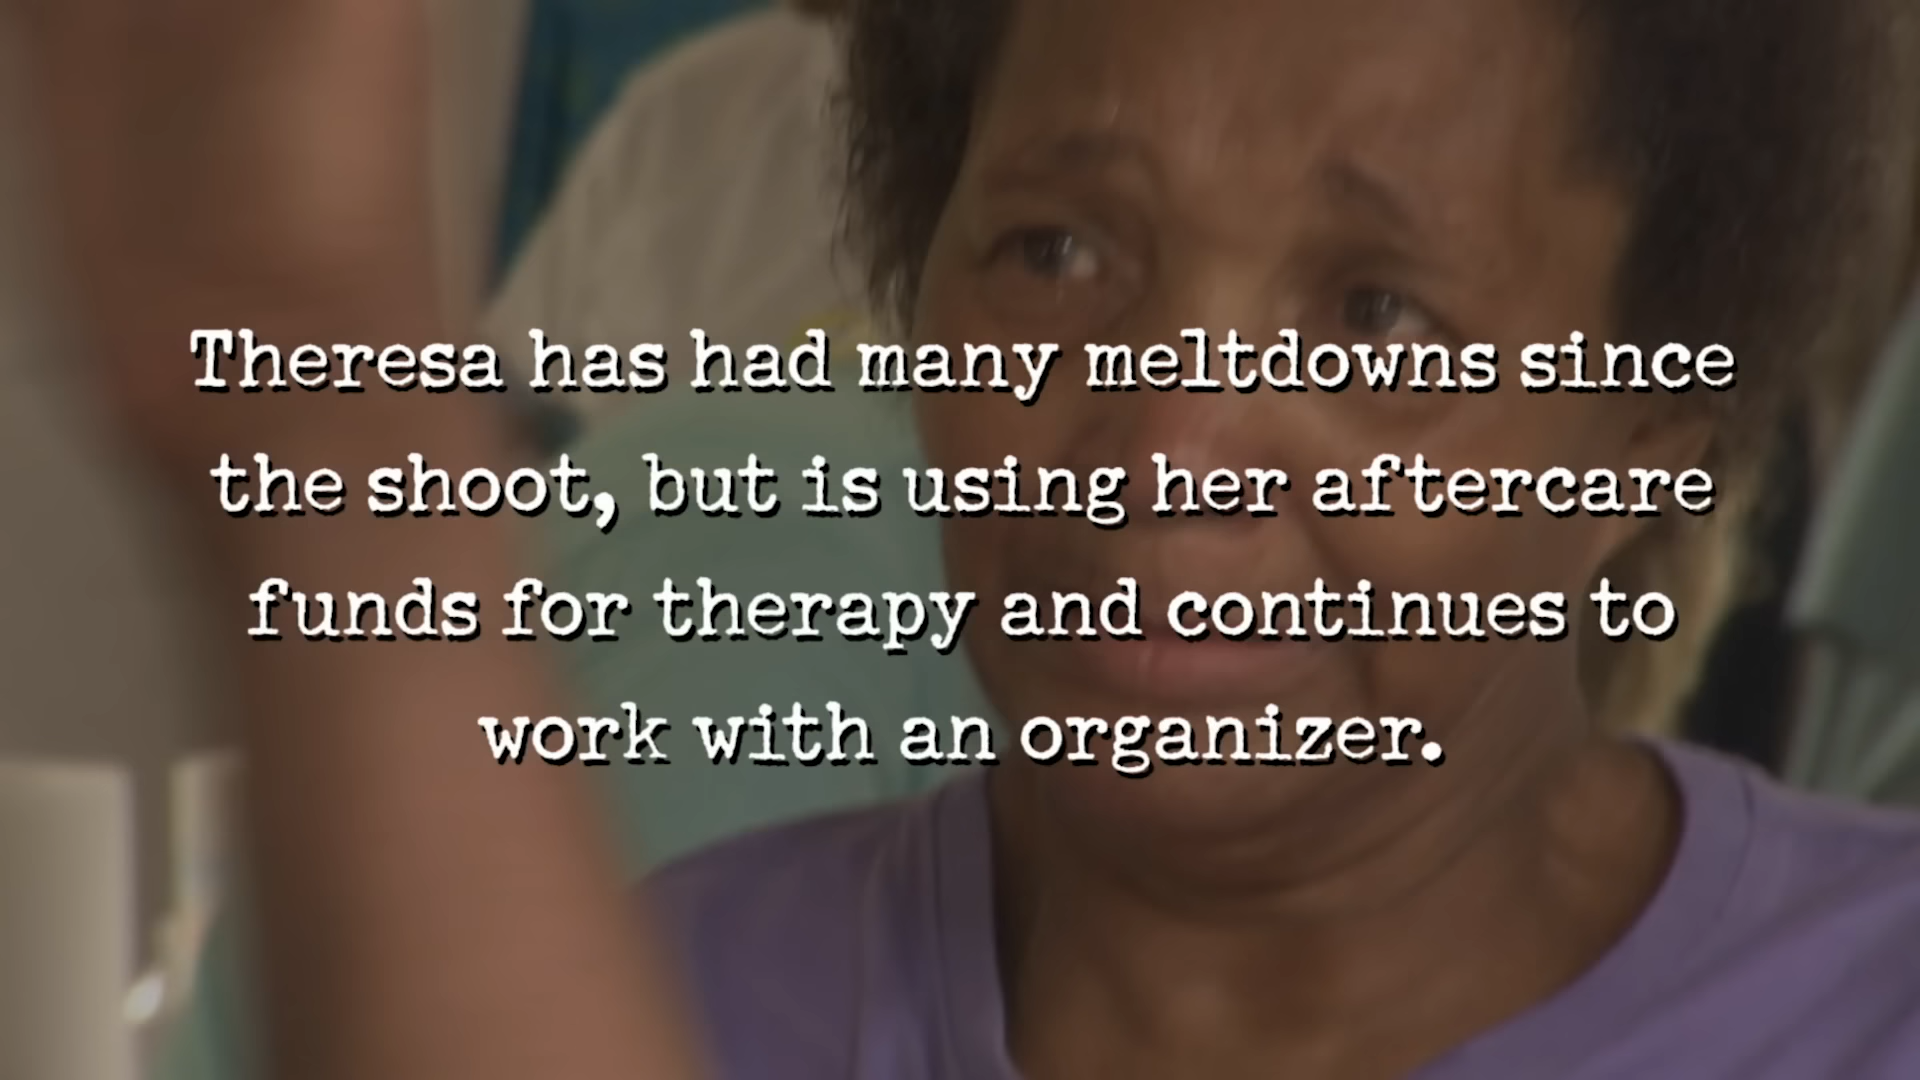 Theresa has had many meltdowns since
the shoot, but is using her aftercare
funds for therapy and continues to
work with an organizer.